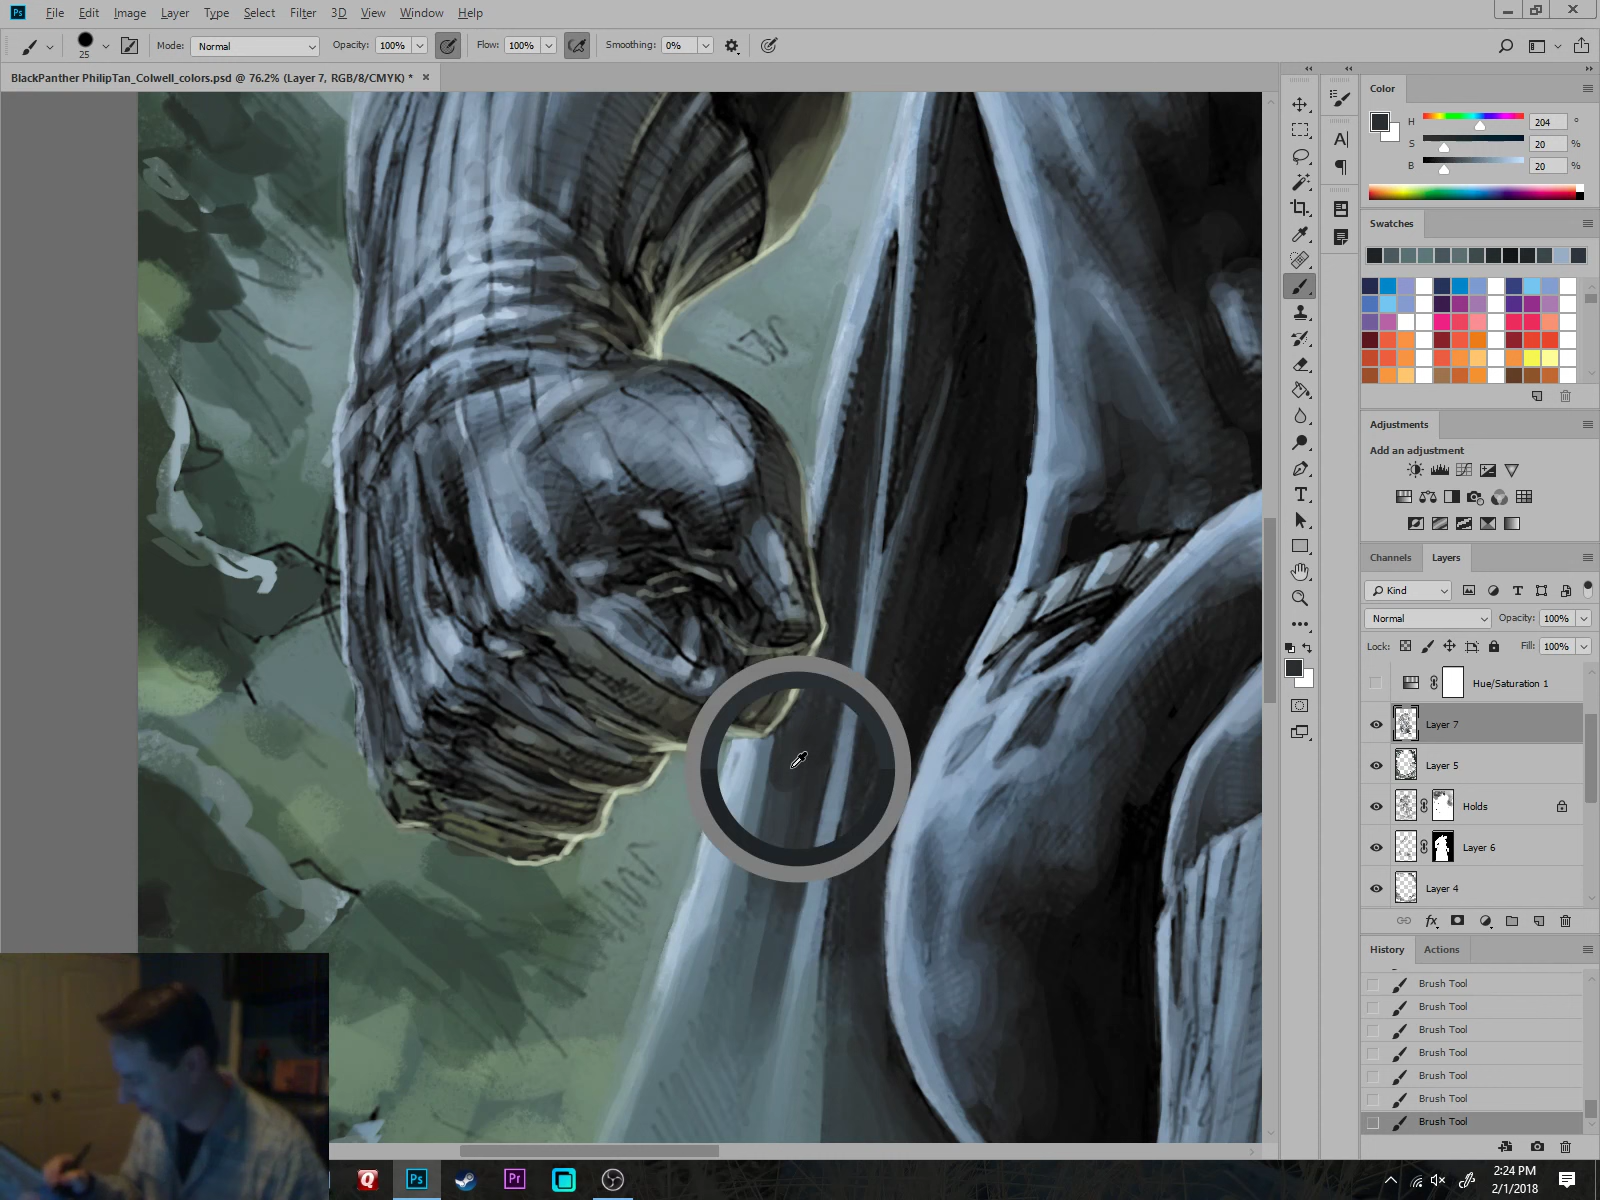 Ps File Edit Image Layer Type Select Filter 3D View Window Help
25 Mode: Normal Opacity: 100% Flow: 100% Smoothing: 0%
BlackPanther PhilipTan_Colwell_colors.psd @ 76.2% (Layer 7, RGB/8/CMYK) * ×
Color
H 204 °
S 20 %
B 20 %
Swatches
Adjustments
Add an adjustment
Channels Layers
Kind
Normal Opacity: 100%
Lock: Fill: 100%
Hue/Saturation 1
Layer 7
Layer 5
Holds
Layer 6
Layer 4
History Actions
Brush Tool
Brush Tool
Brush Tool
Brush Tool
Brush Tool
Brush Tool
Brush Tool
Q Ps Pr
2:24 PM
2/1/2018